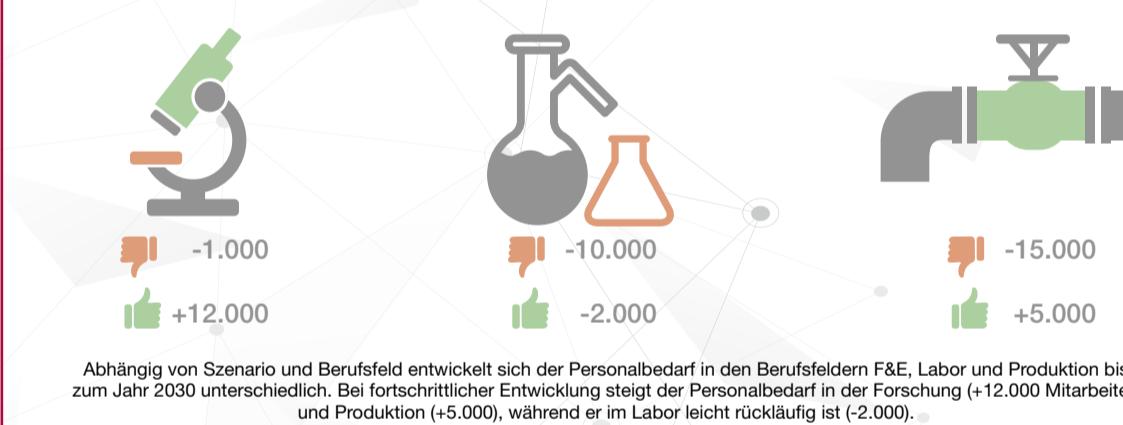 -1.000 -10.000 -15.000
+12.000 -2.000 +5.000
Abhängig von Szenario und Berufsfeld entwickelt sich der Personalbedarf in den Berufsfeldern F&E, Labor und Produktion bis
zum Jahr 2030 unterschiedlich. Bei fortschrittlicher Entwicklung steigt der Personalbedarf in der Forschung (+12.000 Mitarbeite
und Produktion (+5.000), während er im Labor leicht rückläufig ist (-2.000).